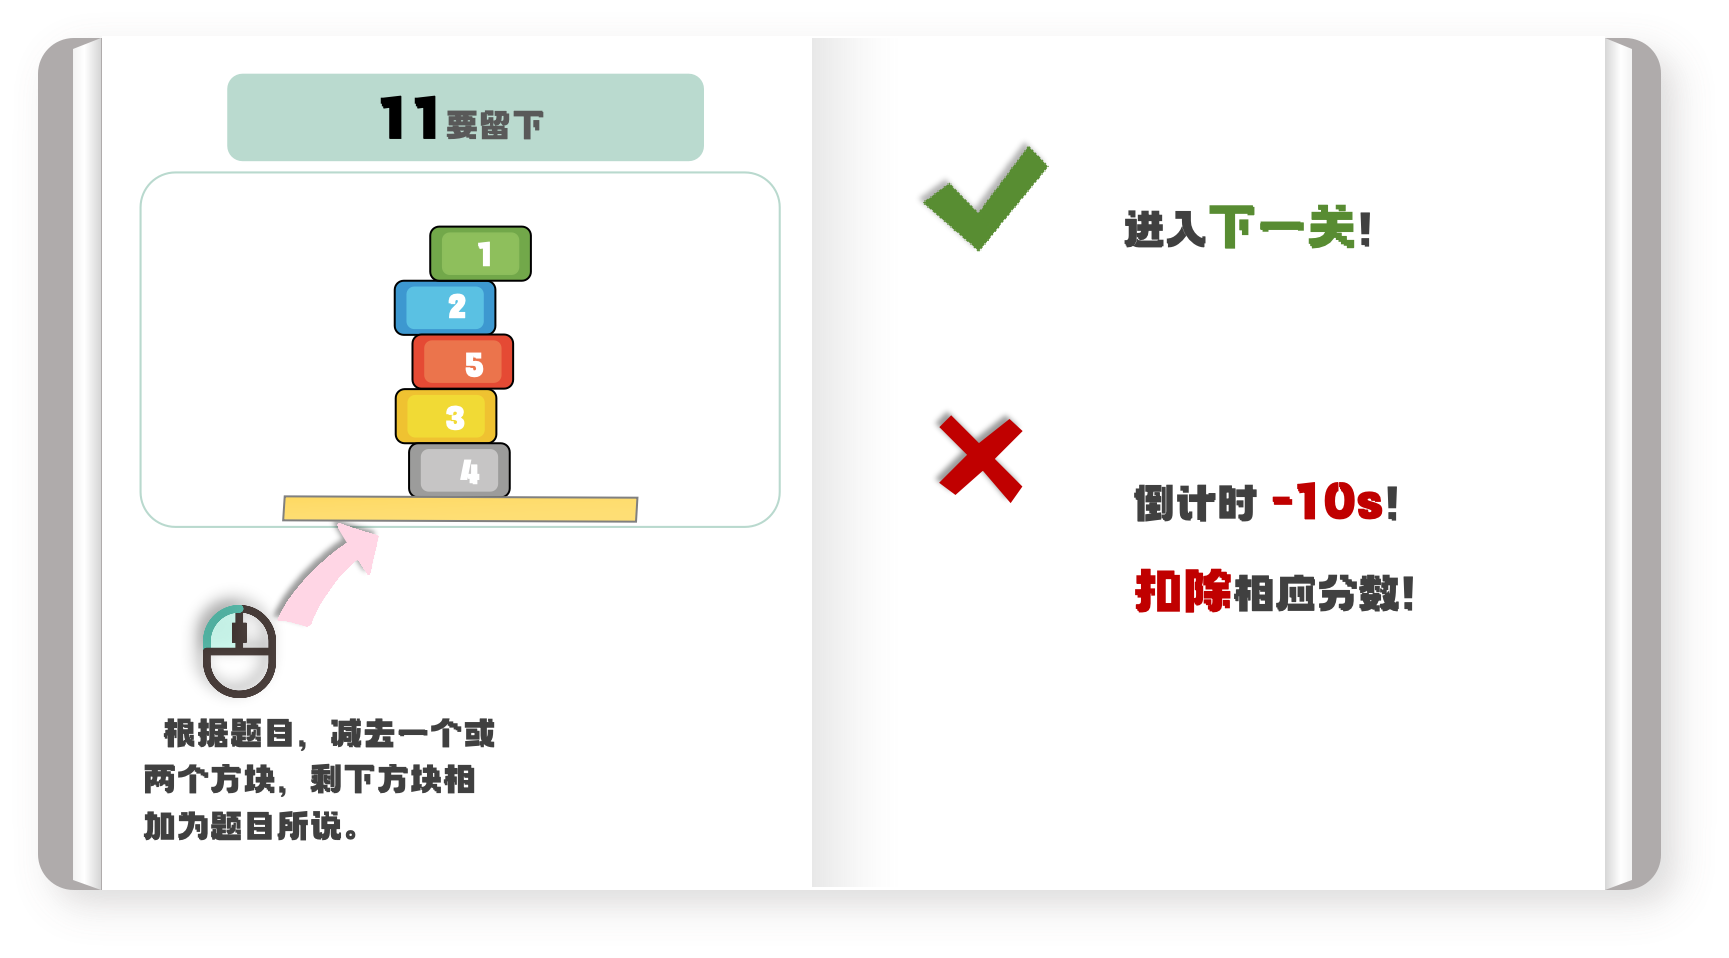 11要留下
1
2
5
3
4
根据题目，减去一个或
两个方块，剩下方块相
加为题目所说。
进入下一关!
倒计时 -10s!
扣除相应分数!